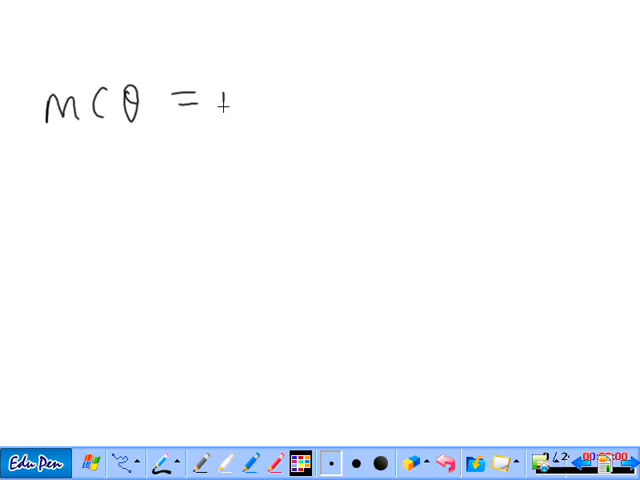 mcθ =
Edu Pen